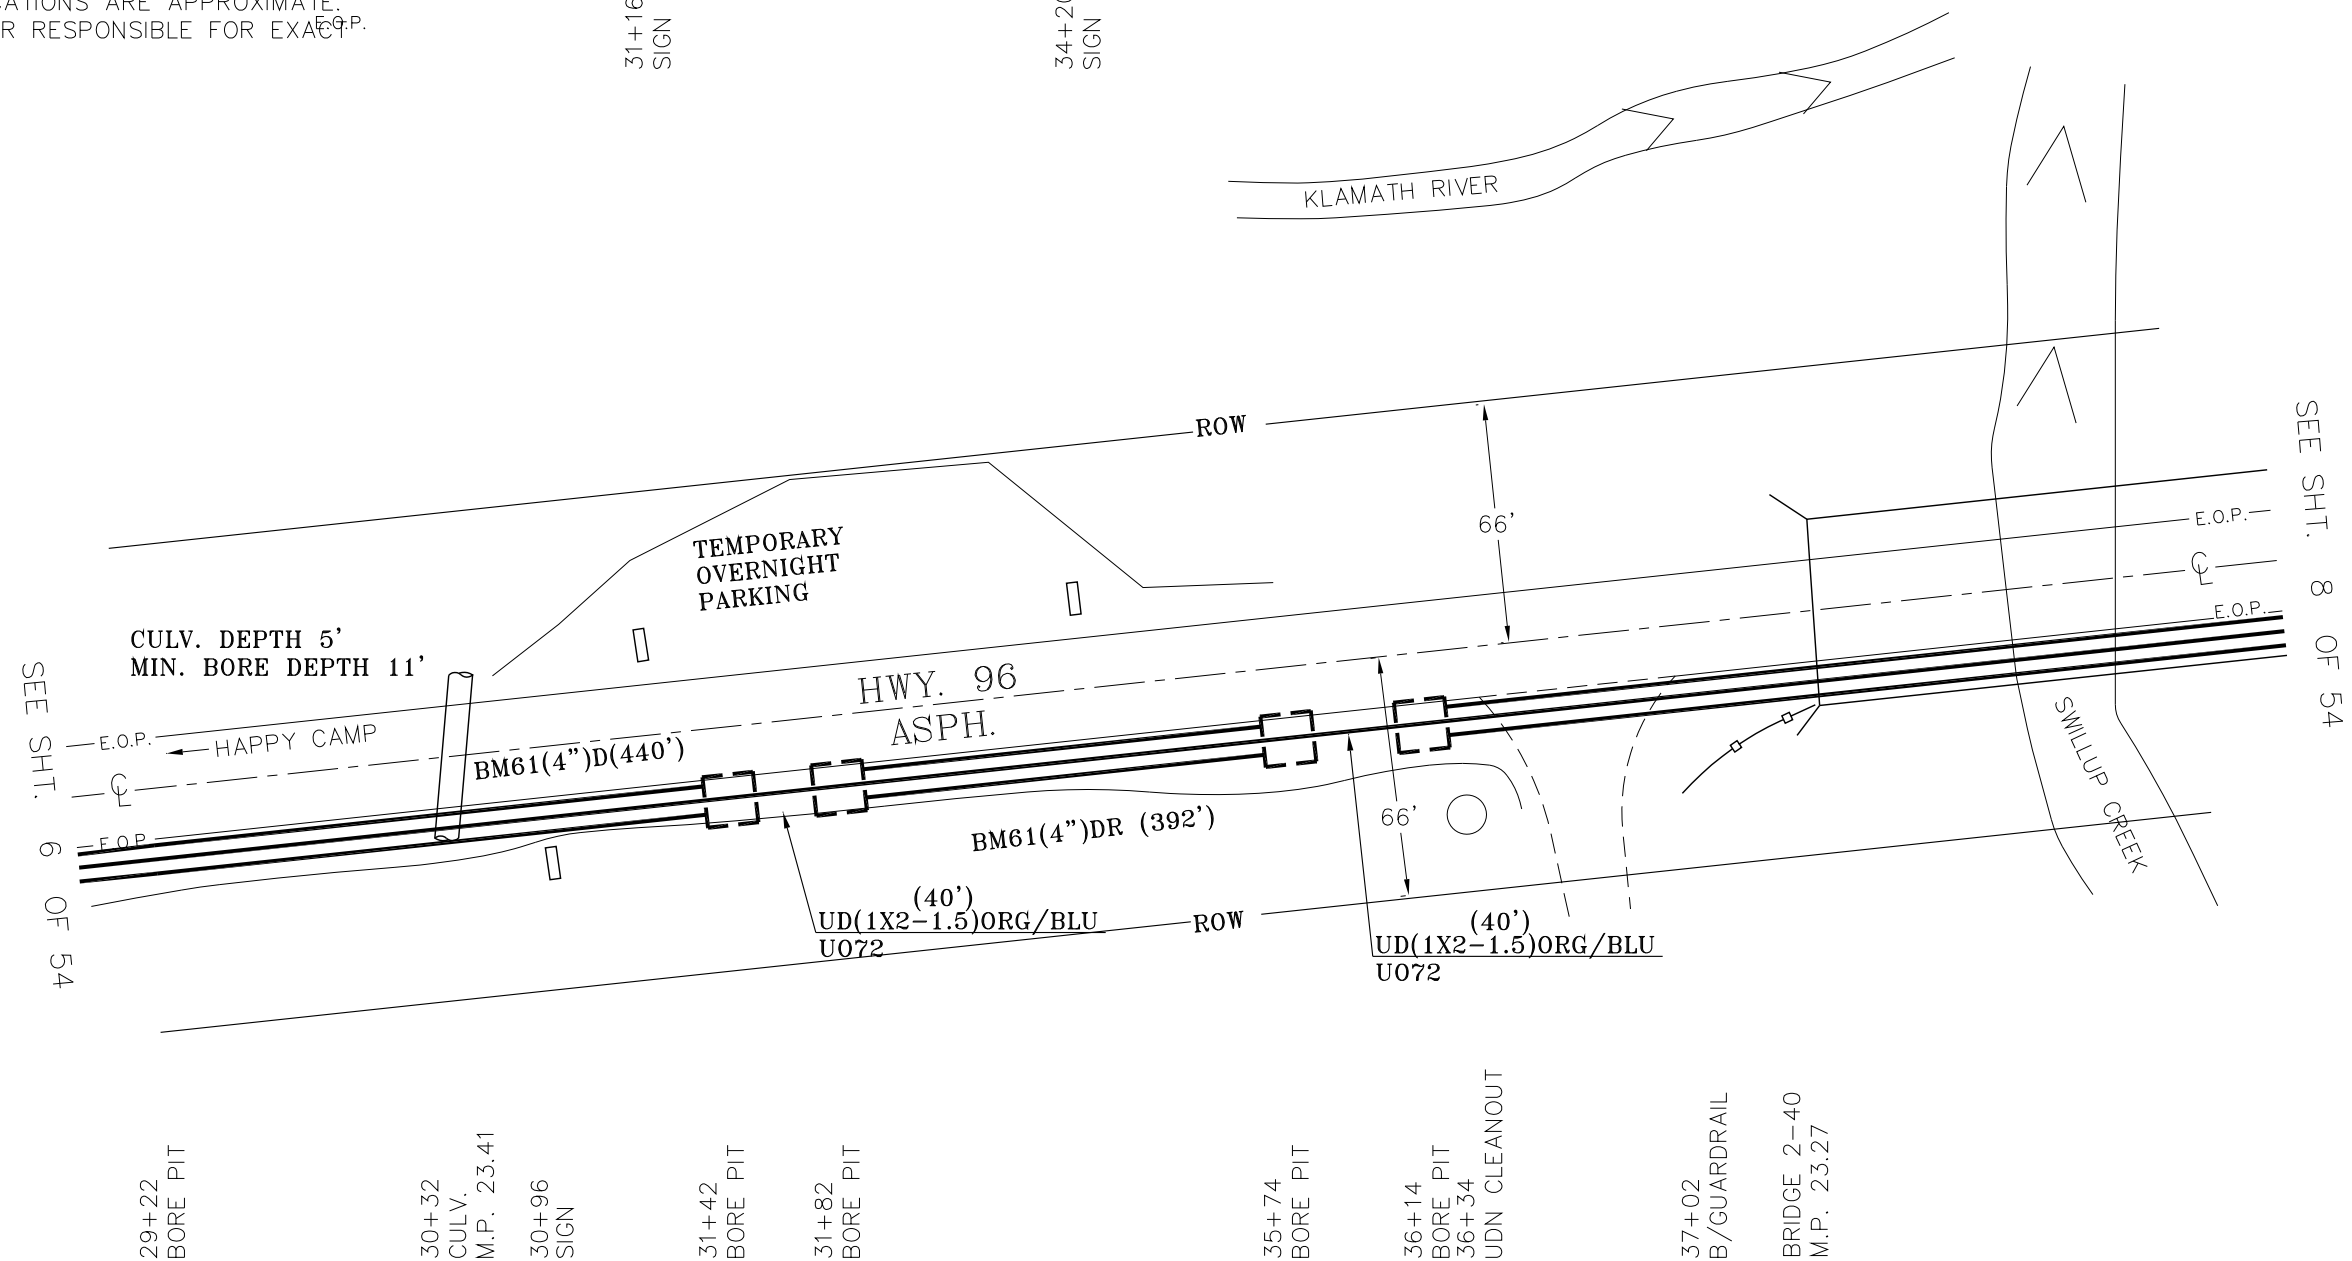 CATIONS ARE APPROXIMATE.
R RESPONSIBLE FOR EXACT
E.O.P.
31+16
SIGN
34+20
SIGN
KLAMATH RIVER
ROW
66'
TEMPORARY
OVERNIGHT
PARKING
CULV. DEPTH 5'
MIN. BORE DEPTH 11'
SEE SHT. 6 OF 54
SEE SHT. 8 OF 54
E.O.P.
CL
E.O.P.
HWY. 96
ASPH.
E.O.P.
HAPPY CAMP
CL
E.O.P.
BM61(4")D(440')
BM61(4")DR (392')
66'
SWILLUP CREEK
(40')
UD(1X2-1.5)ORG/BLU
U072
ROW
(40')
UD(1X2-1.5)ORG/BLU
U072
29+22
BORE PIT
30+32
CULV.
M.P. 23.41
30+96
SIGN
31+42
BORE PIT
31+82
BORE PIT
35+74
BORE PIT
36+14
BORE PIT
36+34
UDN CLEANOUT
37+02
B/GUARDRAIL
BRIDGE 2-40
M.P. 23.27